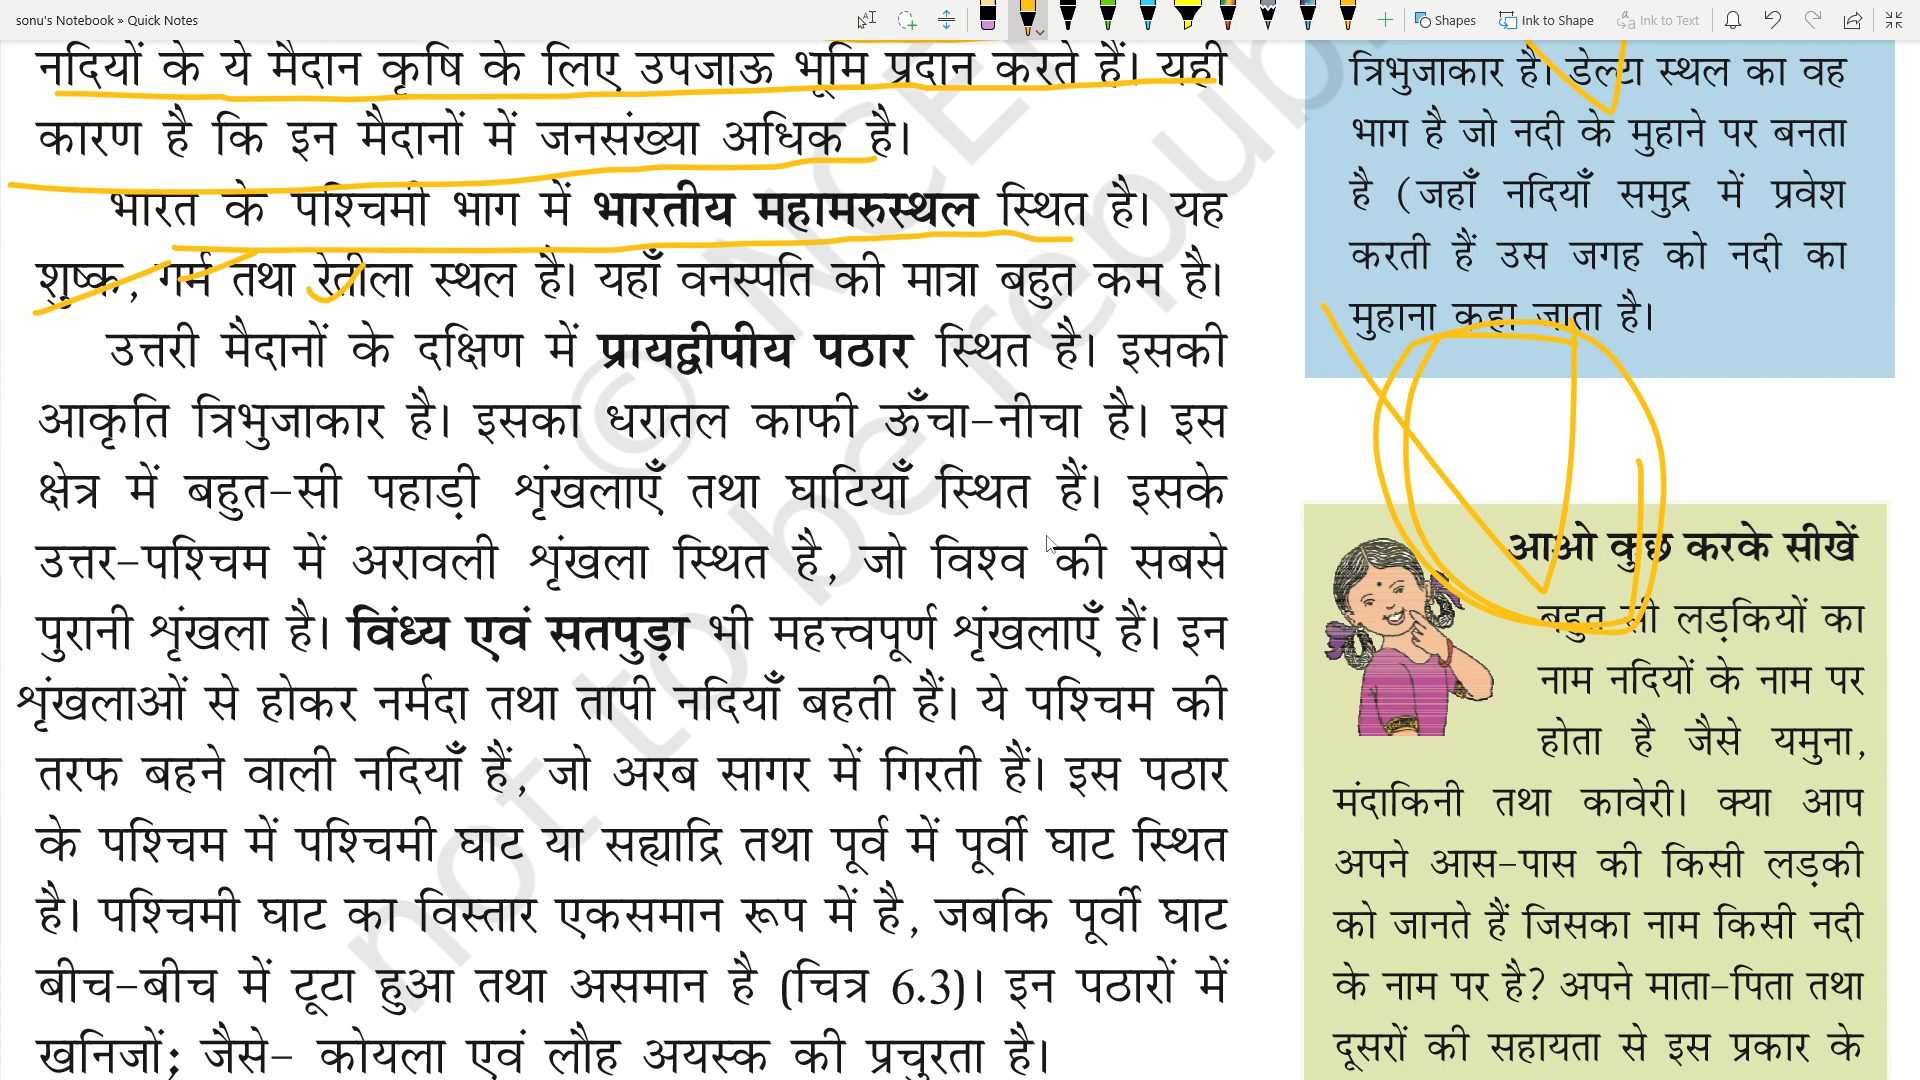 sonu's Notebook » Quick Notes
Shapes
Ink to Shape
Ink to Text
नदियों के ये मैदान कृषि के लिए उपजाऊ भूमि प्रदान करते हैं। यही
कारण है कि इन मैदानों में जनसंख्या अधिक है।
भारत के पश्चिमी भाग में भारतीय महामरुस्थल स्थित है। यह
शुष्क, गर्म तथा रेतीला स्थल है। यहाँ वनस्पति की मात्रा बहुत कम है।
उत्तरी मैदानों के दक्षिण में प्रायद्वीपीय पठार स्थित है। इसकी
आकृति त्रिभुजाकार है। इसका धरातल काफी ऊँचा-नीचा है। इस
क्षेत्र में बहुत-सी पहाड़ी शृंखलाएँ तथा घाटियाँ स्थित हैं। इसके
उत्तर-पश्चिम में अरावली शृंखला स्थित है, जो विश्व की सबसे
पुरानी शृंखला है। विंध्य एवं सतपुड़ा भी महत्त्वपूर्ण शृंखलाएँ हैं। इन
शृंखलाओं से होकर नर्मदा तथा तापी नदियाँ बहती हैं। ये पश्चिम की
तरफ बहने वाली नदियाँ हैं, जो अरब सागर में गिरती हैं। इस पठार
के पश्चिम में पश्चिमी घाट या सह्याद्रि तथा पूर्व में पूर्वी घाट स्थित
है। पश्चिमी घाट का विस्तार एकसमान रूप में है, जबकि पूर्वी घाट
बीच-बीच में टूटा हुआ तथा असमान है (चित्र 6.3)। इन पठारों में
खनिजों; जैसे- कोयला एवं लौह अयस्क की प्रचुरता है।
त्रिभुजाकार है। डेल्टा स्थल का वह
भाग है जो नदी के मुहाने पर बनता
है (जहाँ नदियाँ समुद्र में प्रवेश
करती हैं उस जगह को नदी का
मुहाना कहा जाता है।
आओ कुछ करके सीखें
बहुत सी लड़कियों का
नाम नदियों के नाम पर
होता है जैसे यमुना,
मंदाकिनी तथा कावेरी। क्या आप
अपने आस-पास की किसी लड़की
को जानते हैं जिसका नाम किसी नदी
के नाम पर है? अपने माता-पिता तथा
दूसरों की सहायता से इस प्रकार के
not to be republ
© NCE